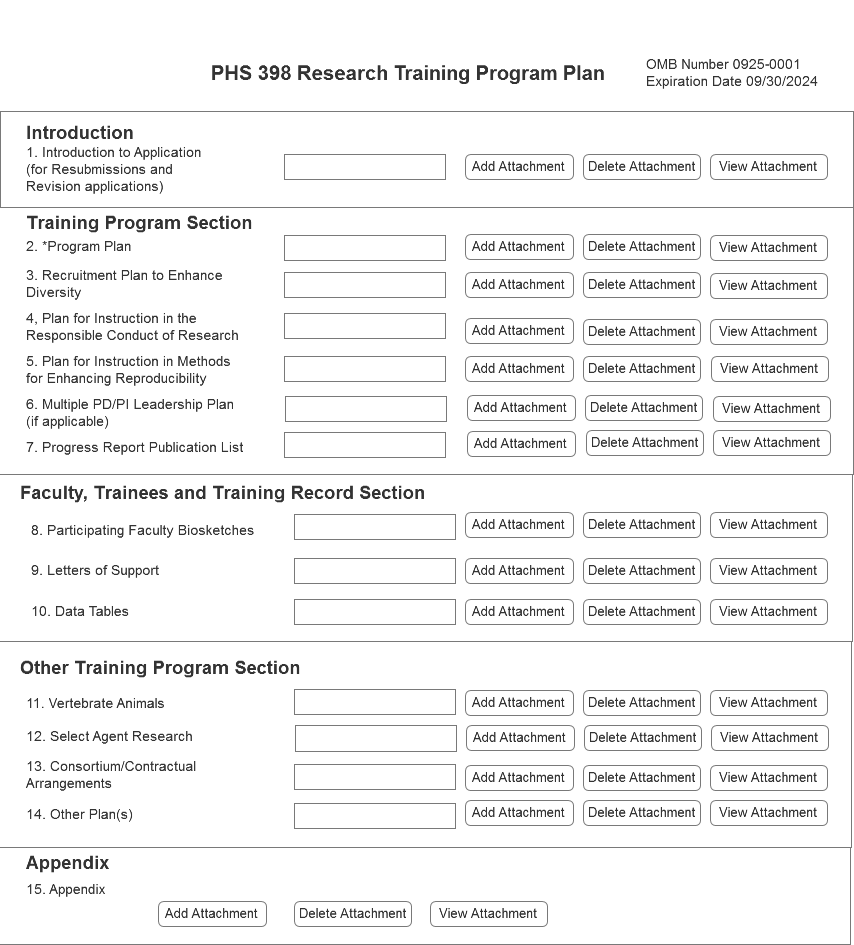 PHS 398 Research Training Program Plan
OMB Number 0925-0001
Expiration Date 09/30/2024
Introduction
1. Introduction to Application
(for Resubmissions and
Revision applications)
Add Attachment Delete Attachment View Attachment
Training Program Section
2. *Program Plan Add Attachment Delete Attachment View Attachment
3. Recruitment Plan to Enhance
Diversity
Add Attachment Delete Attachment View Attachment
4, Plan for Instruction in the
Responsible Conduct of Research
Add Attachment Delete Attachment View Attachment
5. Plan for Instruction in Methods
for Enhancing Reproducibility
Add Attachment Delete Attachment View Attachment
6. Multiple PD/PI Leadership Plan
(if applicable)
Add Attachment Delete Attachment View Attachment
7. Progress Report Publication List Add Attachment Delete Attachment View Attachment
Faculty, Trainees and Training Record Section
8. Participating Faculty Biosketches Add Attachment Delete Attachment View Attachment
9. Letters of Support Add Attachment Delete Attachment View Attachment
10. Data Tables Add Attachment Delete Attachment View Attachment
Other Training Program Section
11. Vertebrate Animals Add Attachment Delete Attachment View Attachment
12. Select Agent Research Add Attachment Delete Attachment View Attachment
13. Consortium/Contractual
Arrangements
Add Attachment Delete Attachment View Attachment
14. Other Plan(s) Add Attachment Delete Attachment View Attachment
Appendix
15. Appendix
Add Attachment Delete Attachment View Attachment